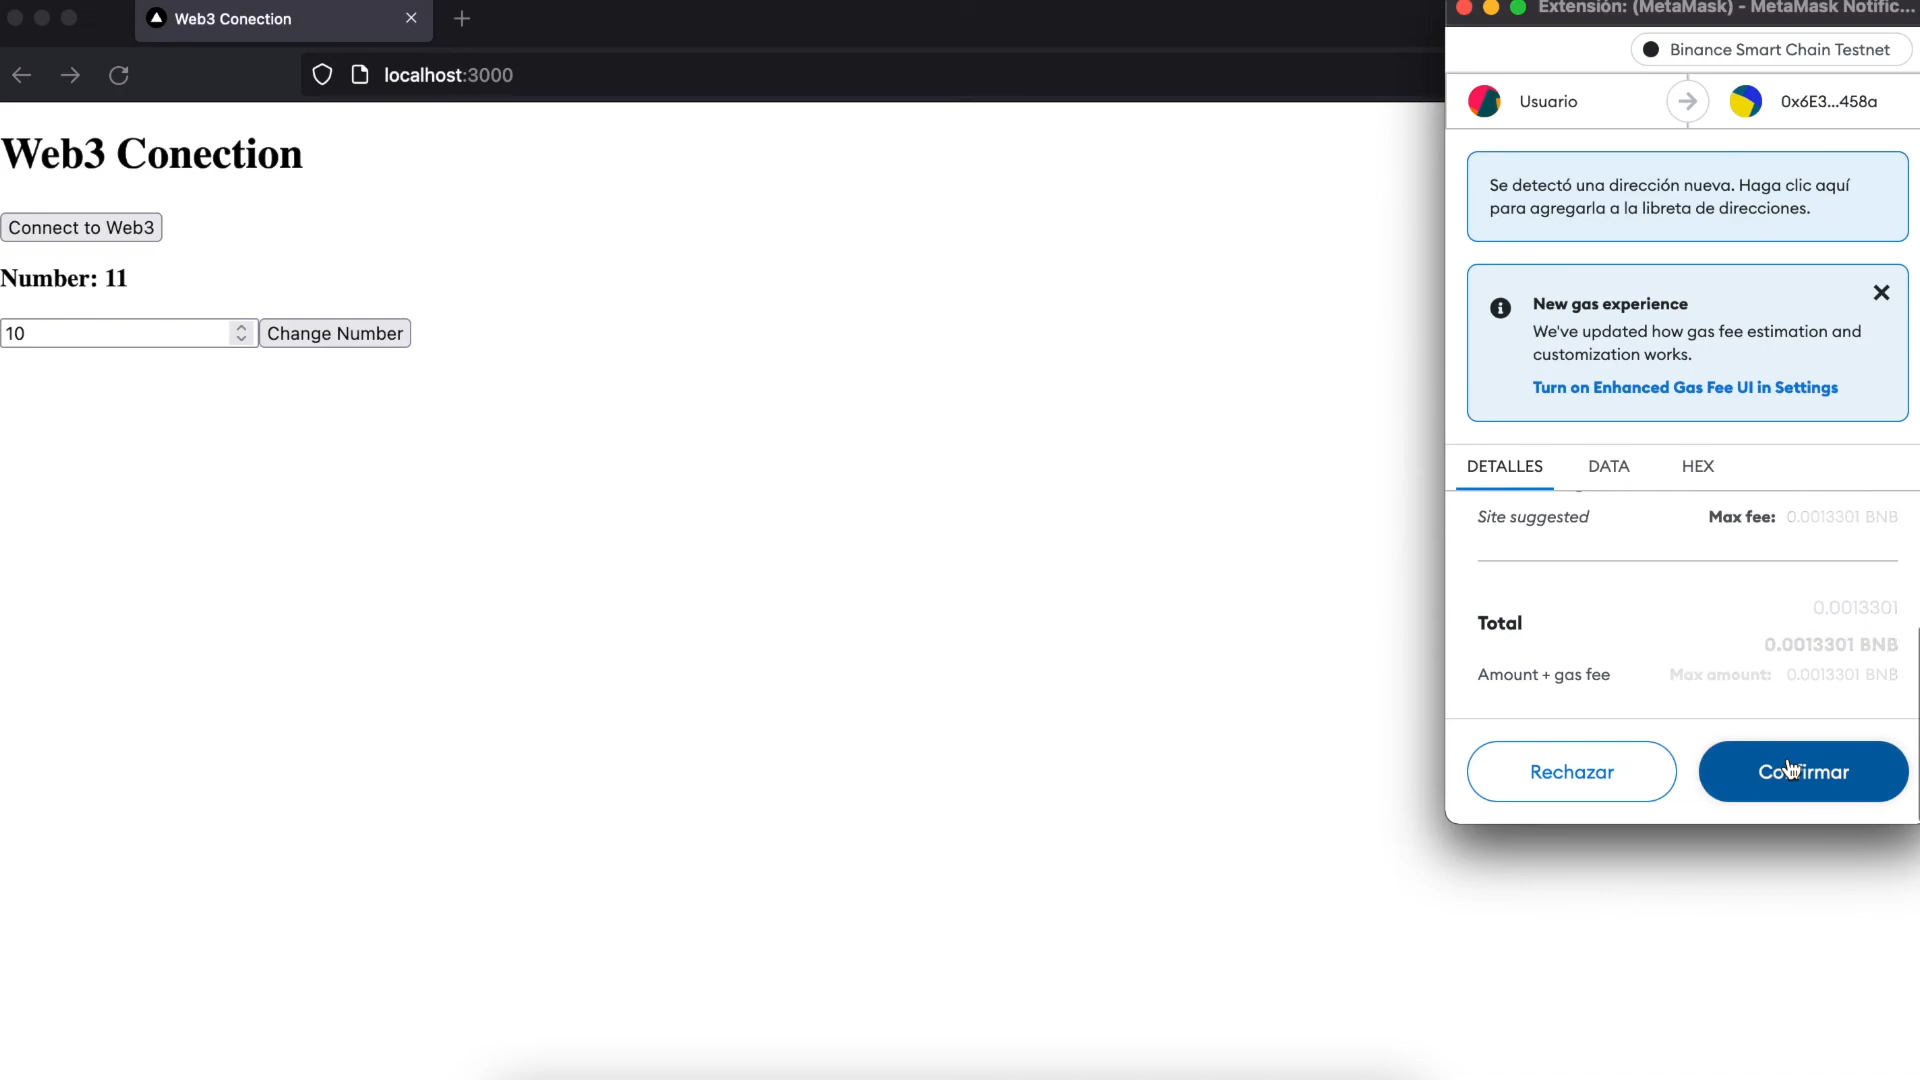 Web3 Conection
localhost:3000
Web3 Conection
Connect to Web3
Number: 11
10
Change Number
Extensión: (MetaMask) - MetaMask Notific...
Binance Smart Chain Testnet
Usuario
0x6E3...458a
Se detectó una dirección nueva. Haga clic aquí
para agregarla a la libreta de direcciones.
New gas experience
We've updated how gas fee estimation and
customization works.
Turn on Enhanced Gas Fee UI in Settings
DETALLES DATA HEX
Site suggested Max fee: 0.0013301 BNB
0.0013301
Total
0.0013301 BNB
Amount + gas fee Max amount: 0.0013301 BNB
Rechazar
Confirmar